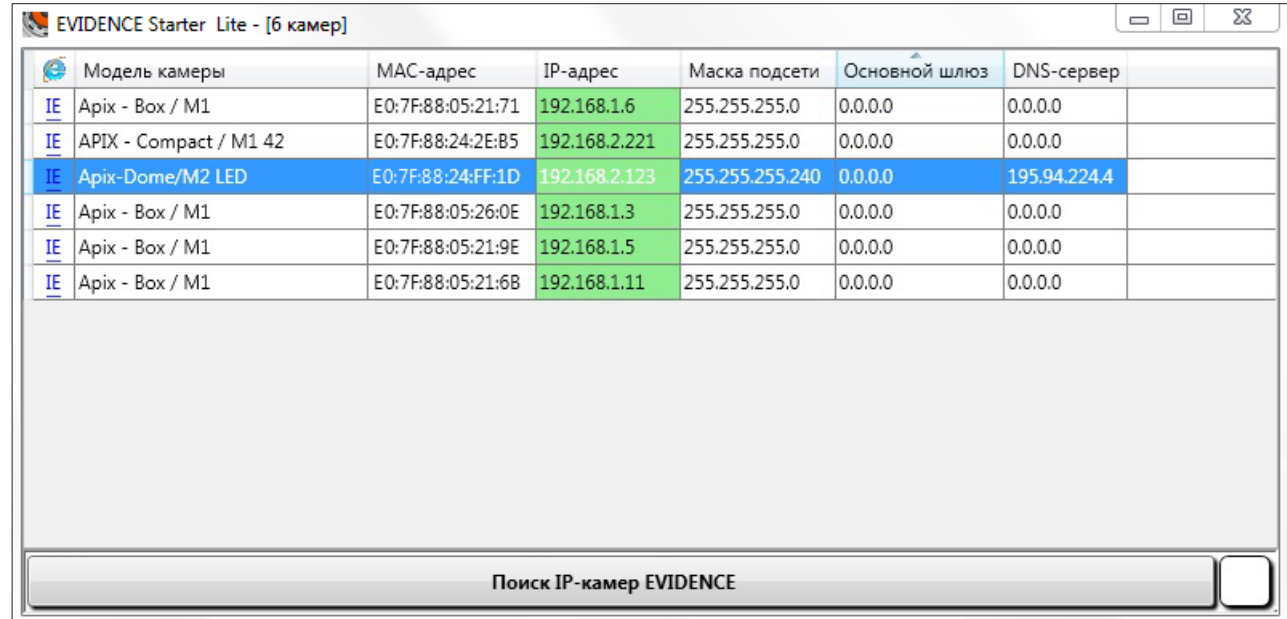 EVIDENCE Starter Lite - [6 камер]
Модель камеры MAC-адрес IP-адрес Маска подсети Основной шлюз DNS-сервер
IE Apix - Box / M1 E0:7F:88:05:21:71 192.168.1.6 255.255.255.0 0.0.0.0 0.0.0.0
IE APIX - Compact / M1 42 E0:7F:88:24:2E:B5 192.168.2.221 255.255.255.0 0.0.0.0 0.0.0.0
IE Apix-Dome/M2 LED E0:7F:88:24:FF:1D 192.168.2.123 255.255.255.240 0.0.0.0 195.94.224.4
IE Apix - Box / M1 E0:7F:88:05:26:0E 192.168.1.3 255.255.255.0 0.0.0.0 0.0.0.0
IE Apix - Box / M1 E0:7F:88:05:21:9E 192.168.1.5 255.255.255.0 0.0.0.0 0.0.0.0
IE Apix - Box / M1 E0:7F:88:05:21:6B 192.168.1.11 255.255.255.0 0.0.0.0 0.0.0.0
Поиск IP-камер EVIDENCE